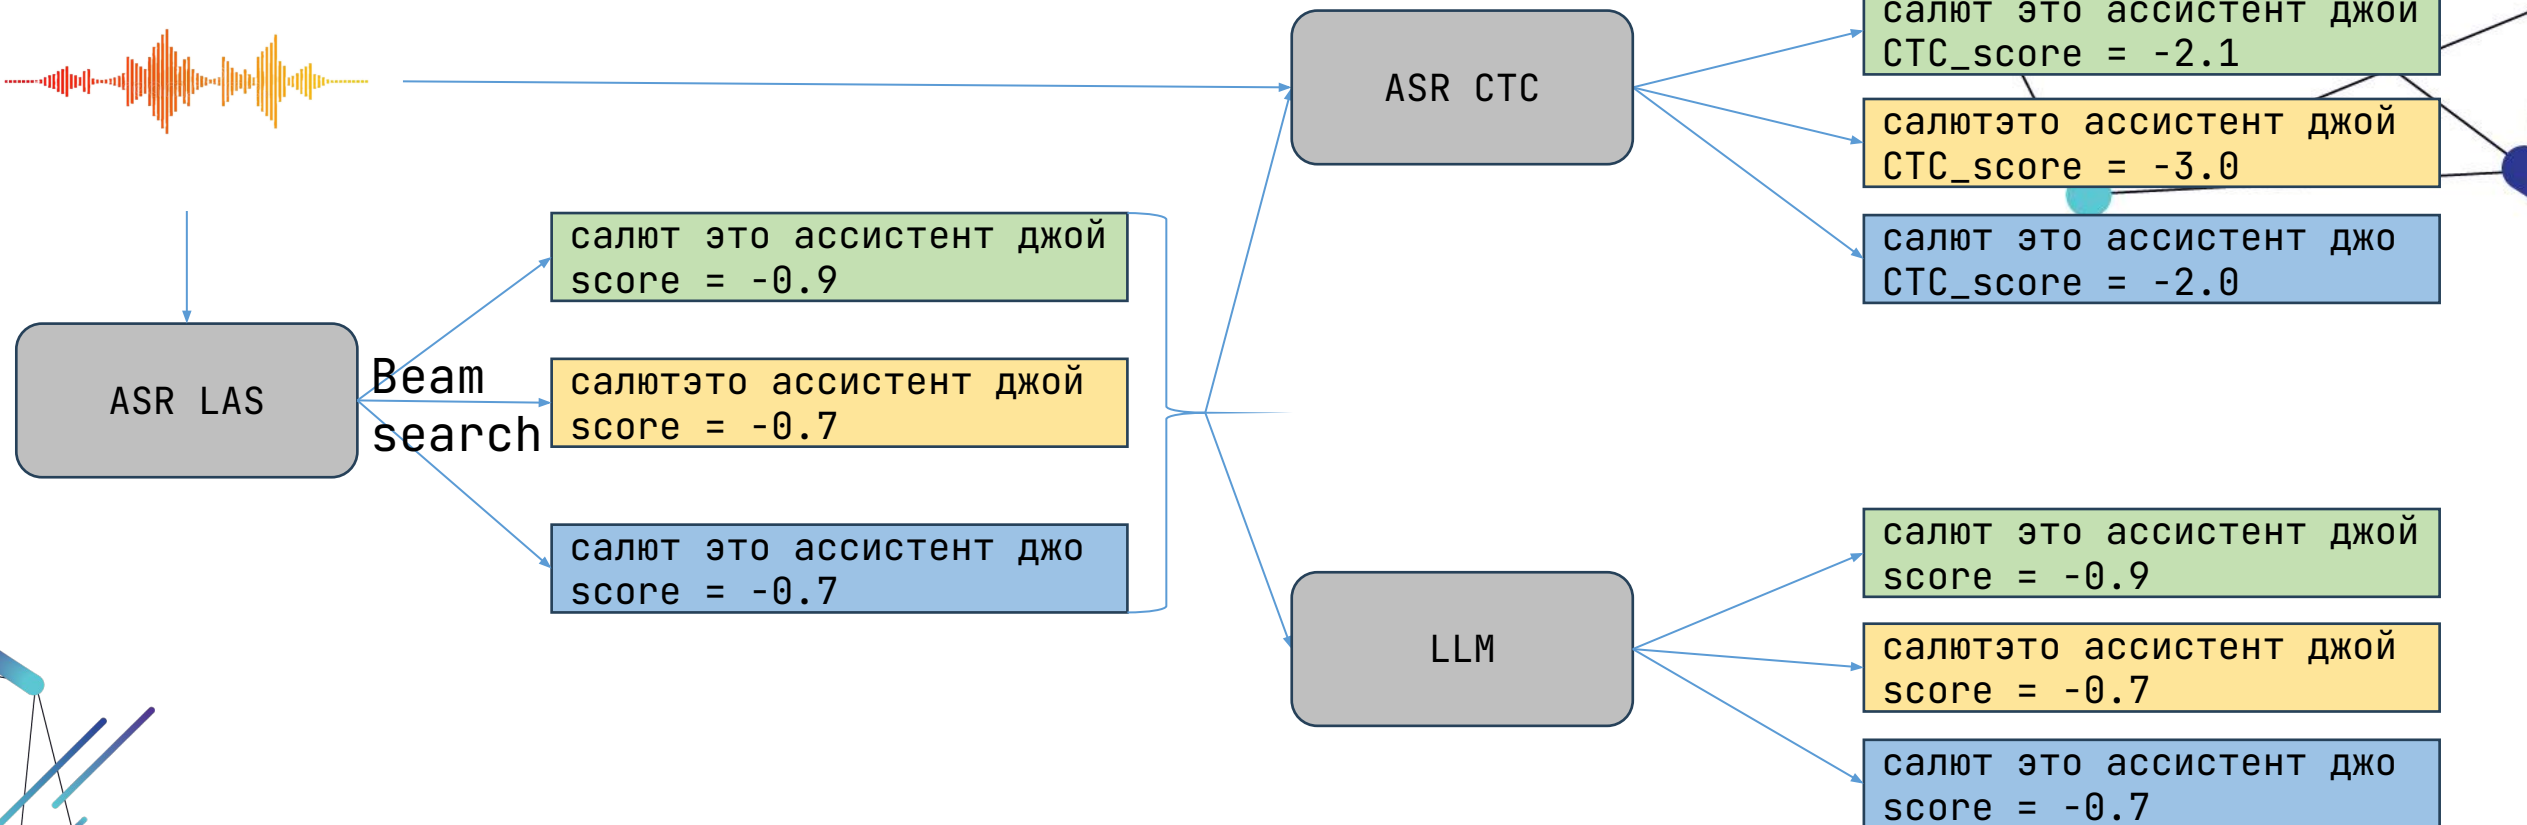 ASR CTC
салют это ассистент джой
CTC_score = -2.1
салютэто ассистент джой
CTC_score = -3.0
салют это ассистент джо
CTC_score = -2.0
ASR LAS
Beam
search
салют это ассистент джой
score = -0.9
салютэто ассистент джой
score = -0.7
салют это ассистент джо
score = -0.7
LLM
салют это ассистент джой
score = -0.9
салютэто ассистент джой
score = -0.7
салют это ассистент джо
score = -0.7